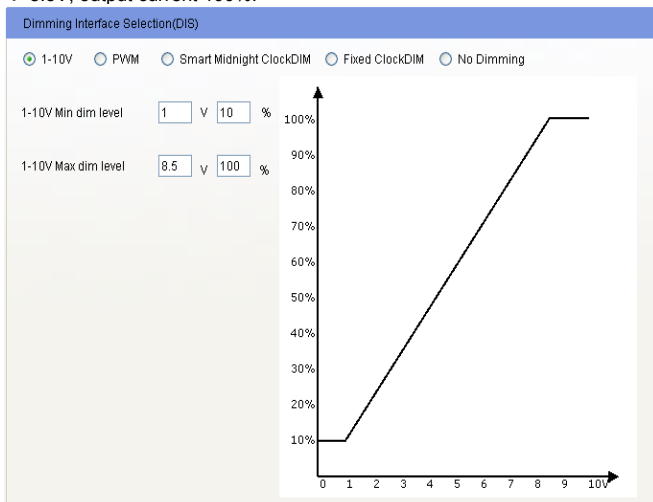 Dimming Interface Selection(DIS)
1-10V PWM Smart Midnight ClockDIM Fixed ClockDIM No Dimming
1-10V Min dim level 1 V 10 %
1-10V Max dim level 8.5 V 100 %
100%
90%
80%
70%
60%
50%
40%
30%
20%
10%
0 1 2 3 4 5 6 7 8 9 10V